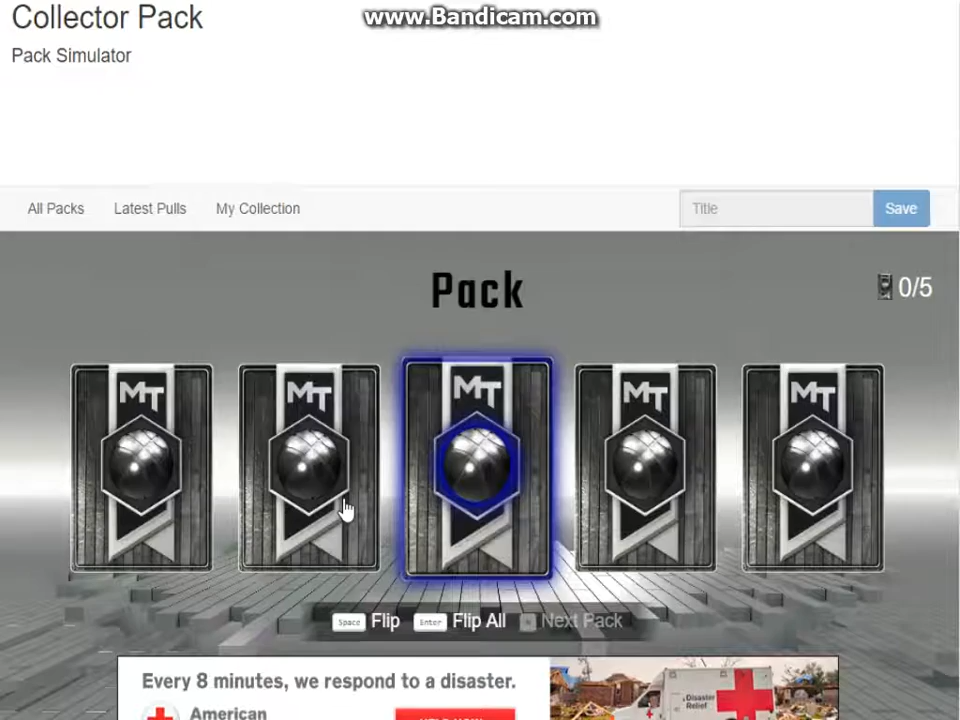 www.Bandicam.com
Collector Pack
Pack Simulator
All Packs Latest Pulls My Collection Title Save
Pack
0/5
MT MT MT MT MT
Space Flip Enter Flip All Next Pack
Every 8 minutes, we respond to a disaster.
American
Disaster
Relief